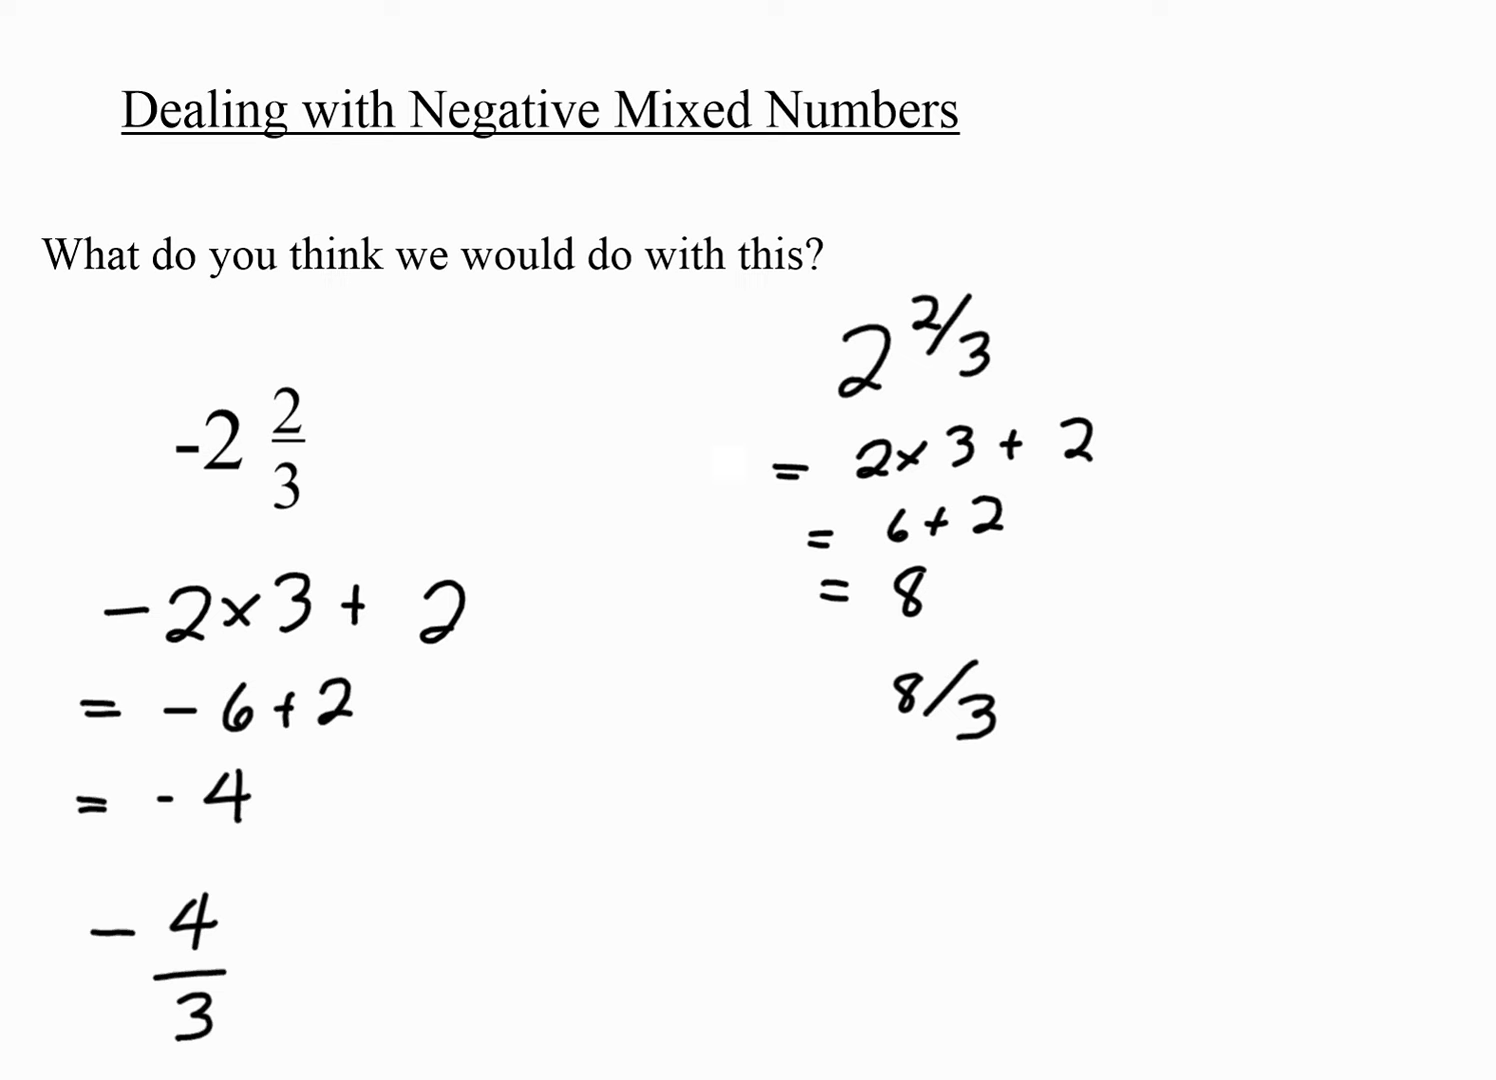 Dealing with Negative Mixed Numbers
What do you think we would do with this?
-2 2/3
- 2 x 3 + 2
= - 6 + 2
= - 4
- 4/3
2 2/3
= 2 x 3 + 2
= 6 + 2
= 8
8/3